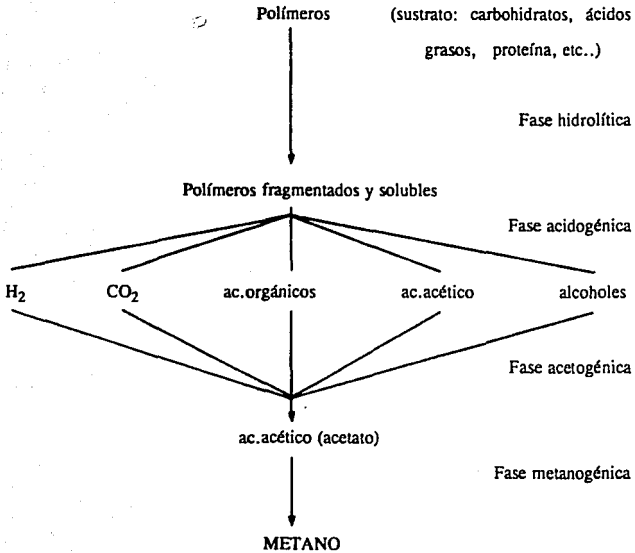 Polímeros (sustrato: carbohidratos, ácidos
grasos, proteína, etc..)
Fase hidrolítica
Polímeros fragmentados y solubles
Fase acidogénica
H2 CO2 ac.orgánicos ac.acético alcoholes
Fase acetogénica
ac.acético (acetato)
Fase metanogénica
METANO